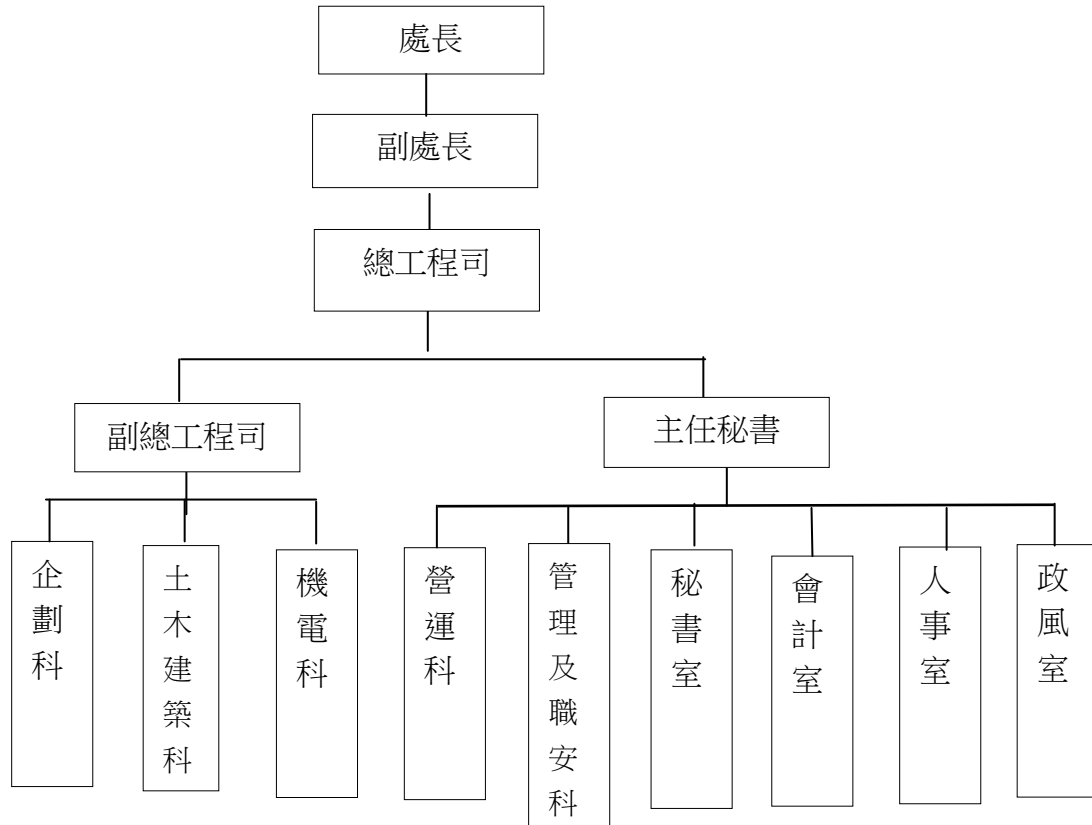 處長
副處長
總工程司
副總工程司
主任秘書
企劃科
土木建築科
機電科
營運科
管理及職安科
秘書室
會計室
人事室
政風室